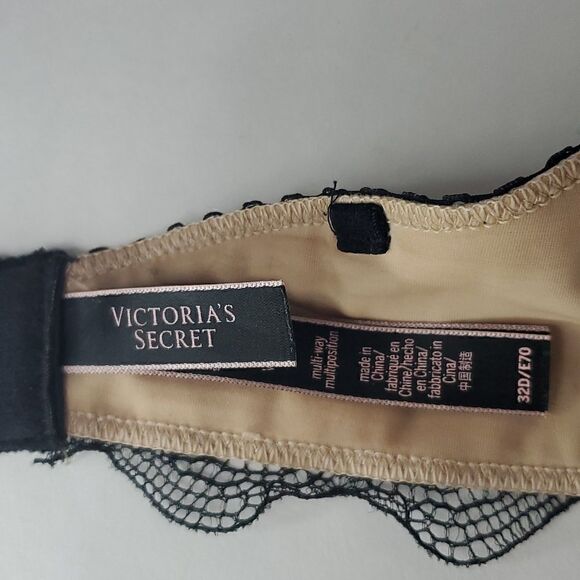 VICTORIA'S
SECRET
multi-way
multiposition
made in
China/
fabriqué en
Chine/hecho
en China/
fabbricato in
Cina/
中国制造
32D/E70